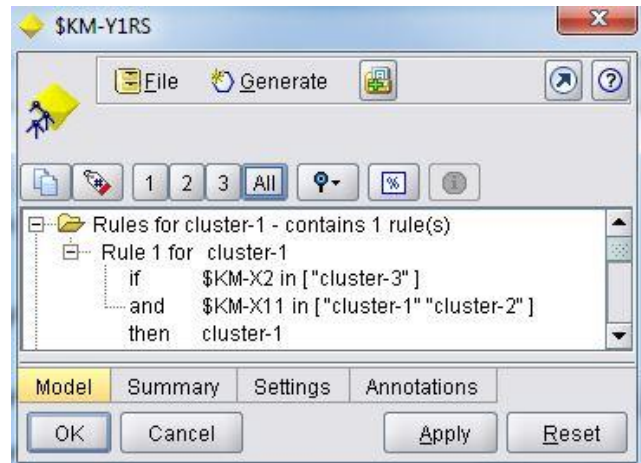 $KM-Y1RS
File Generate
1 2 3 All %
Rules for cluster-1 - contains 1 rule(s)
Rule 1 for cluster-1
if $KM-X2 in ["cluster-3" ]
and $KM-X11 in ["cluster-1" "cluster-2" ]
then cluster-1
Model Summary Settings Annotations
OK Cancel Apply Reset